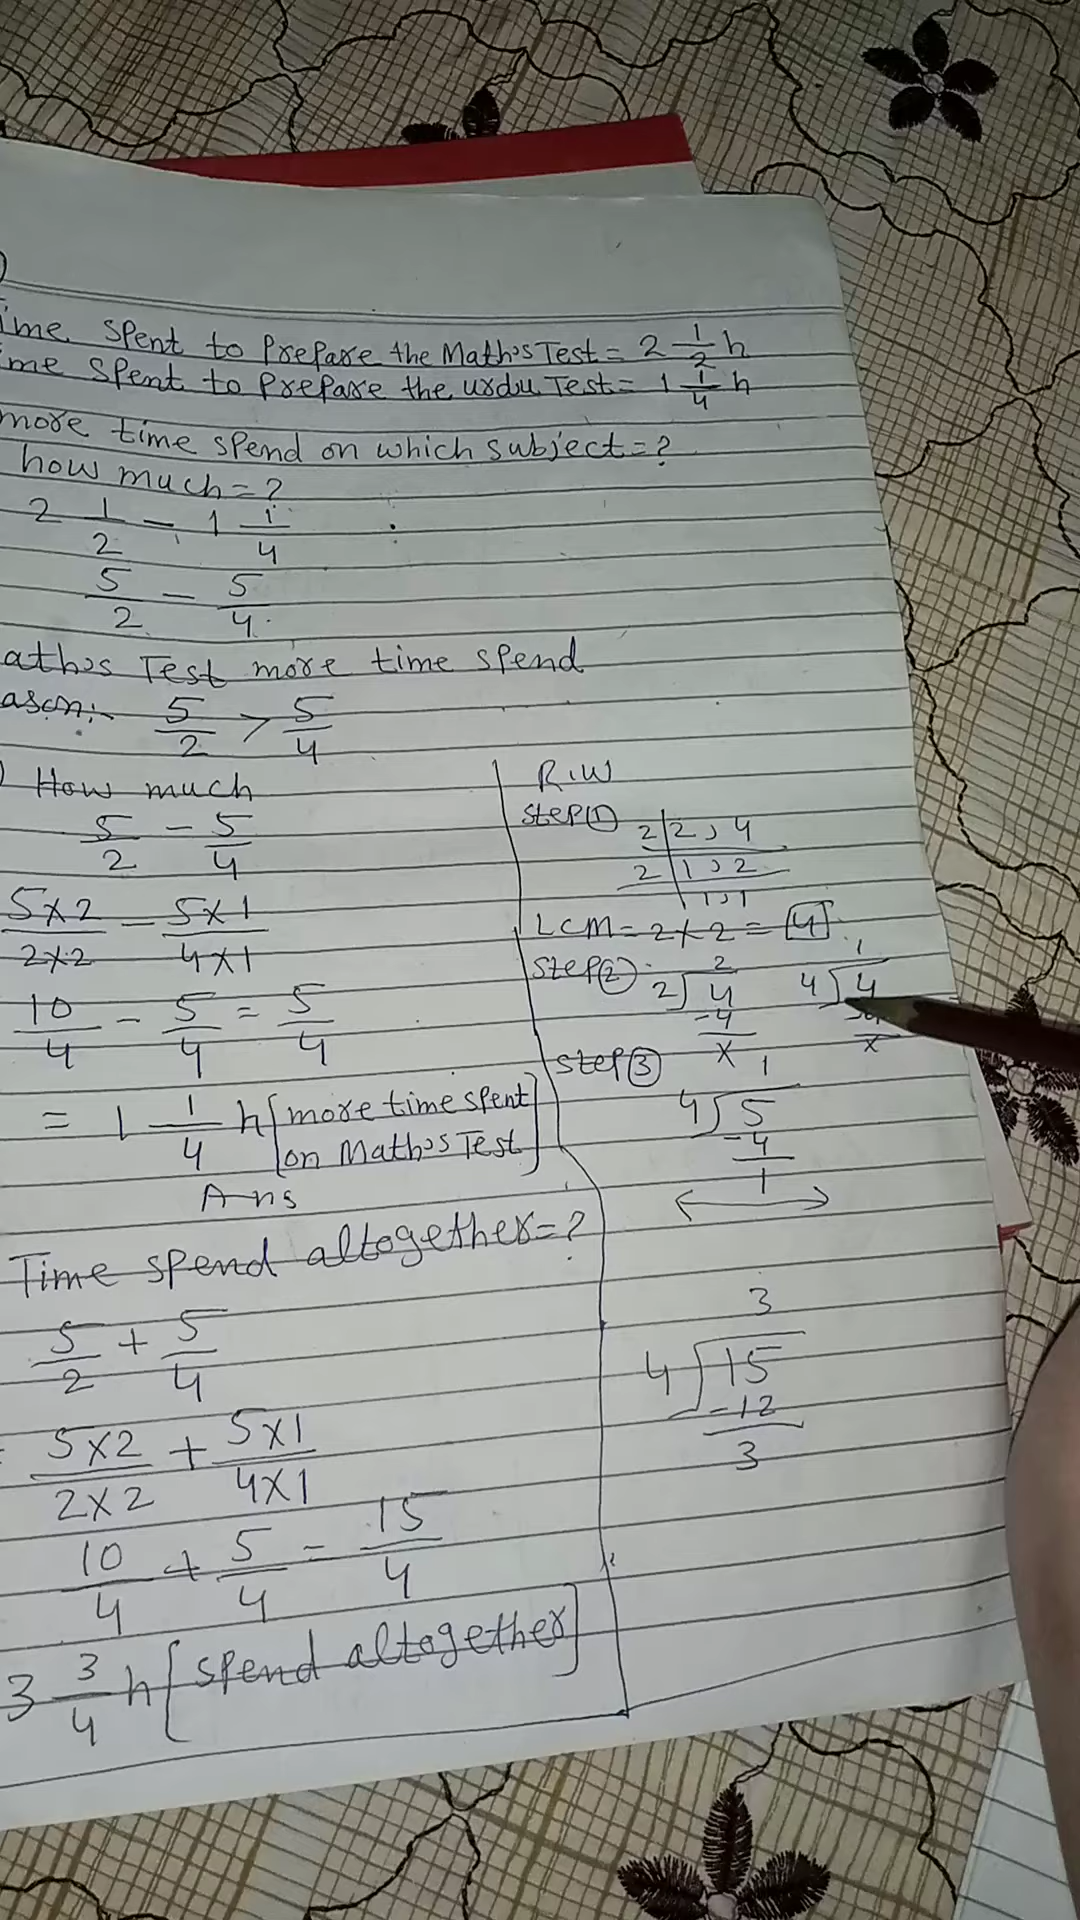 ime spent to prepare the Maths Test = 2 1/2 h
me spent to prepare the urdu Test = 1 1/4 h
more time spend on which subject = ?
how much = ?
2 1/2 - 1 1/4
5/2 - 5/4
aths Test more time spend
ason:- 5/2 > 5/4
) How much
5/2 - 5/4
5×2/2×2 - 5×1/4×1
10/4 - 5/4 = 5/4
= 1 1/4 h [more time spent
on Maths Test]
Ans
Time spend altogether = ?
5/2 + 5/4
= 5×2/2×2 + 5×1/4×1
10/4 + 5/4 = 15/4
3 3/4 h [spend altogether]
R.W
Step ①
2 | 2, 4
2 | 1, 2
1, 1
LCM = 2 × 2 = 4
Step ②
2 1
2 ) 4 4 ) 4
-4
× ×
Step ③
1
4 ) 5
-4
1
3
4 ) 15
-12
3